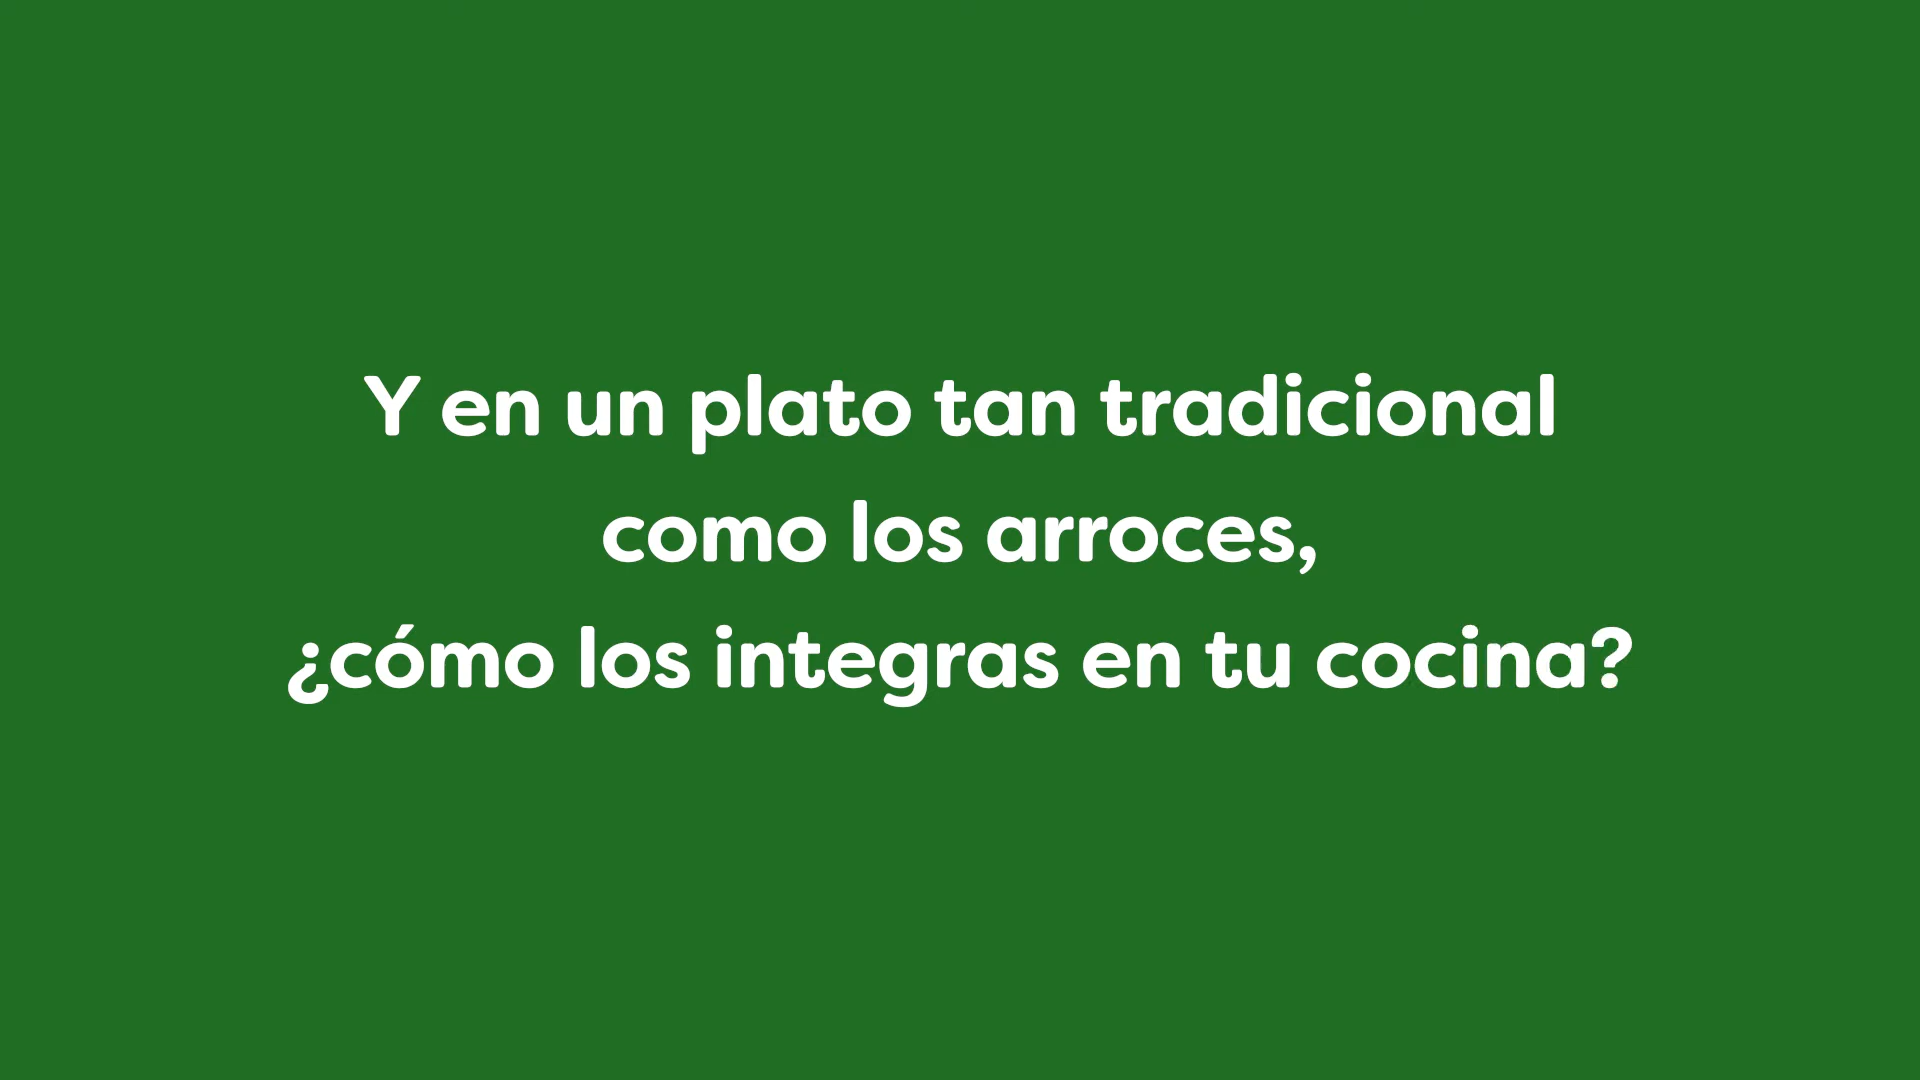 Y en un plato tan tradicional
como los arroces,
¿cómo los integras en tu cocina?